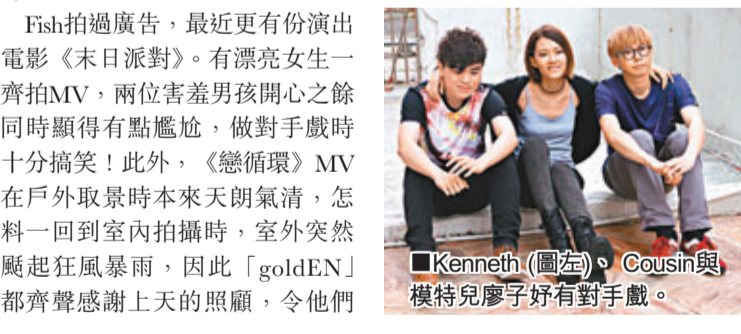 Fish拍過廣告，最近更有份演出
電影《末日派對》。有漂亮女生一
齊拍MV，兩位害羞男孩開心之餘
同時顯得有點尷尬，做對手戲時
十分搞笑！此外，《戀循環》MV
在戶外取景時本來天朗氣清，怎
料一回到室內拍攝時，室外突然
颳起狂風暴雨，因此「goldEN」
都齊聲感謝上天的照顧，令他們
■Kenneth (圖左)、Cousin與
模特兒廖子妤有對手戲。